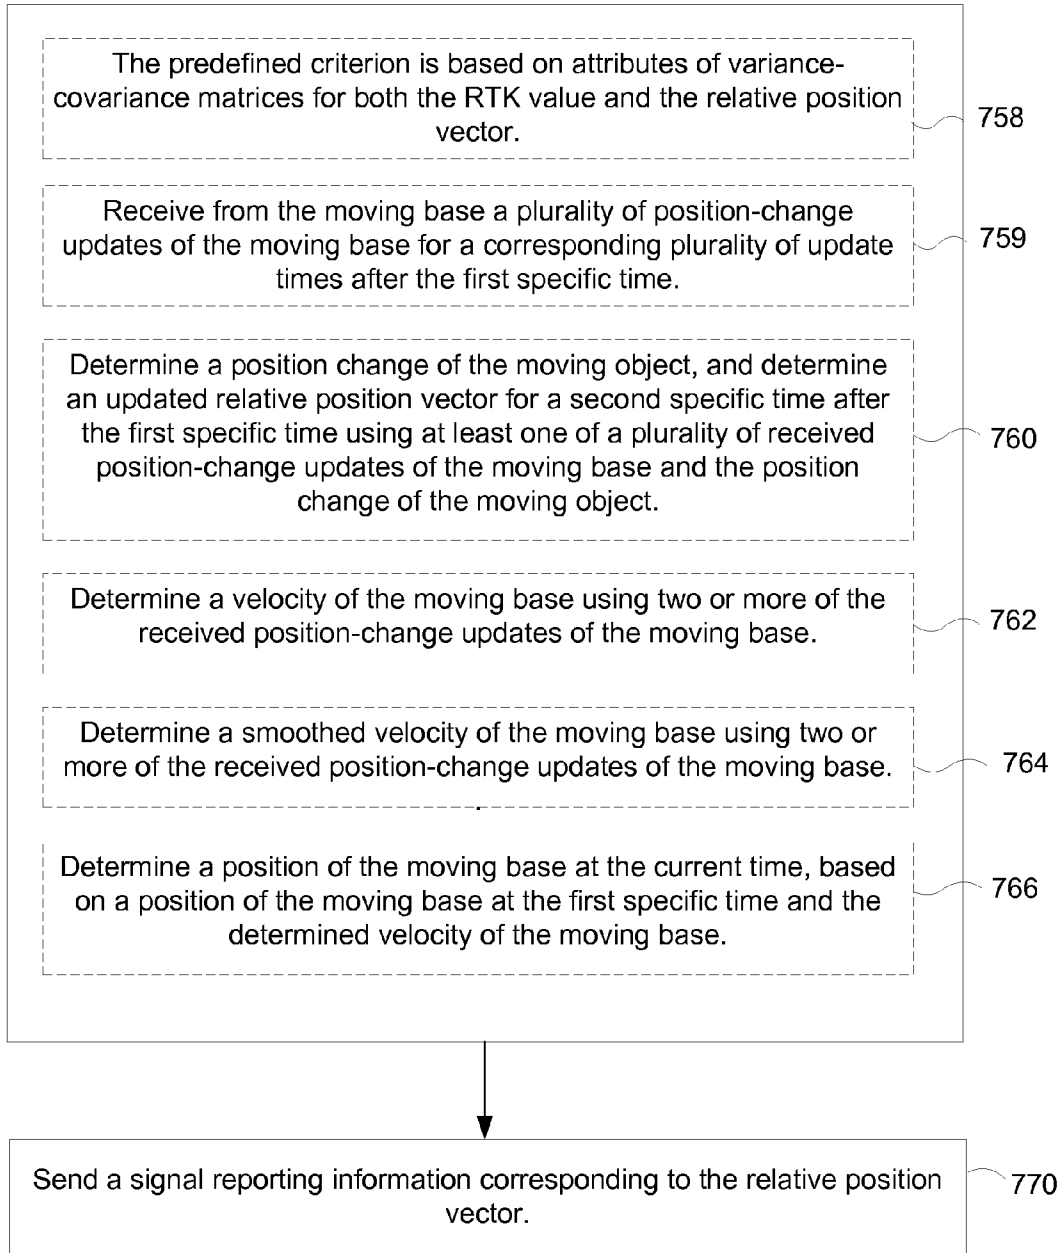 The predefined criterion is based on attributes of variance-
covariance matrices for both the RTK value and the relative position
vector.
758
Receive from the moving base a plurality of position-change
updates of the moving base for a corresponding plurality of update
times after the first specific time.
759
Determine a position change of the moving object, and determine
an updated relative position vector for a second specific time after
the first specific time using at least one of a plurality of received
position-change updates of the moving base and the position
change of the moving object.
760
Determine a velocity of the moving base using two or more of the
received position-change updates of the moving base.
762
Determine a smoothed velocity of the moving base using two or
more of the received position-change updates of the moving base.
764
.
Determine a position of the moving base at the current time, based
on a position of the moving base at the first specific time and the
determined velocity of the moving base.
766
Send a signal reporting information corresponding to the relative position
vector.
770